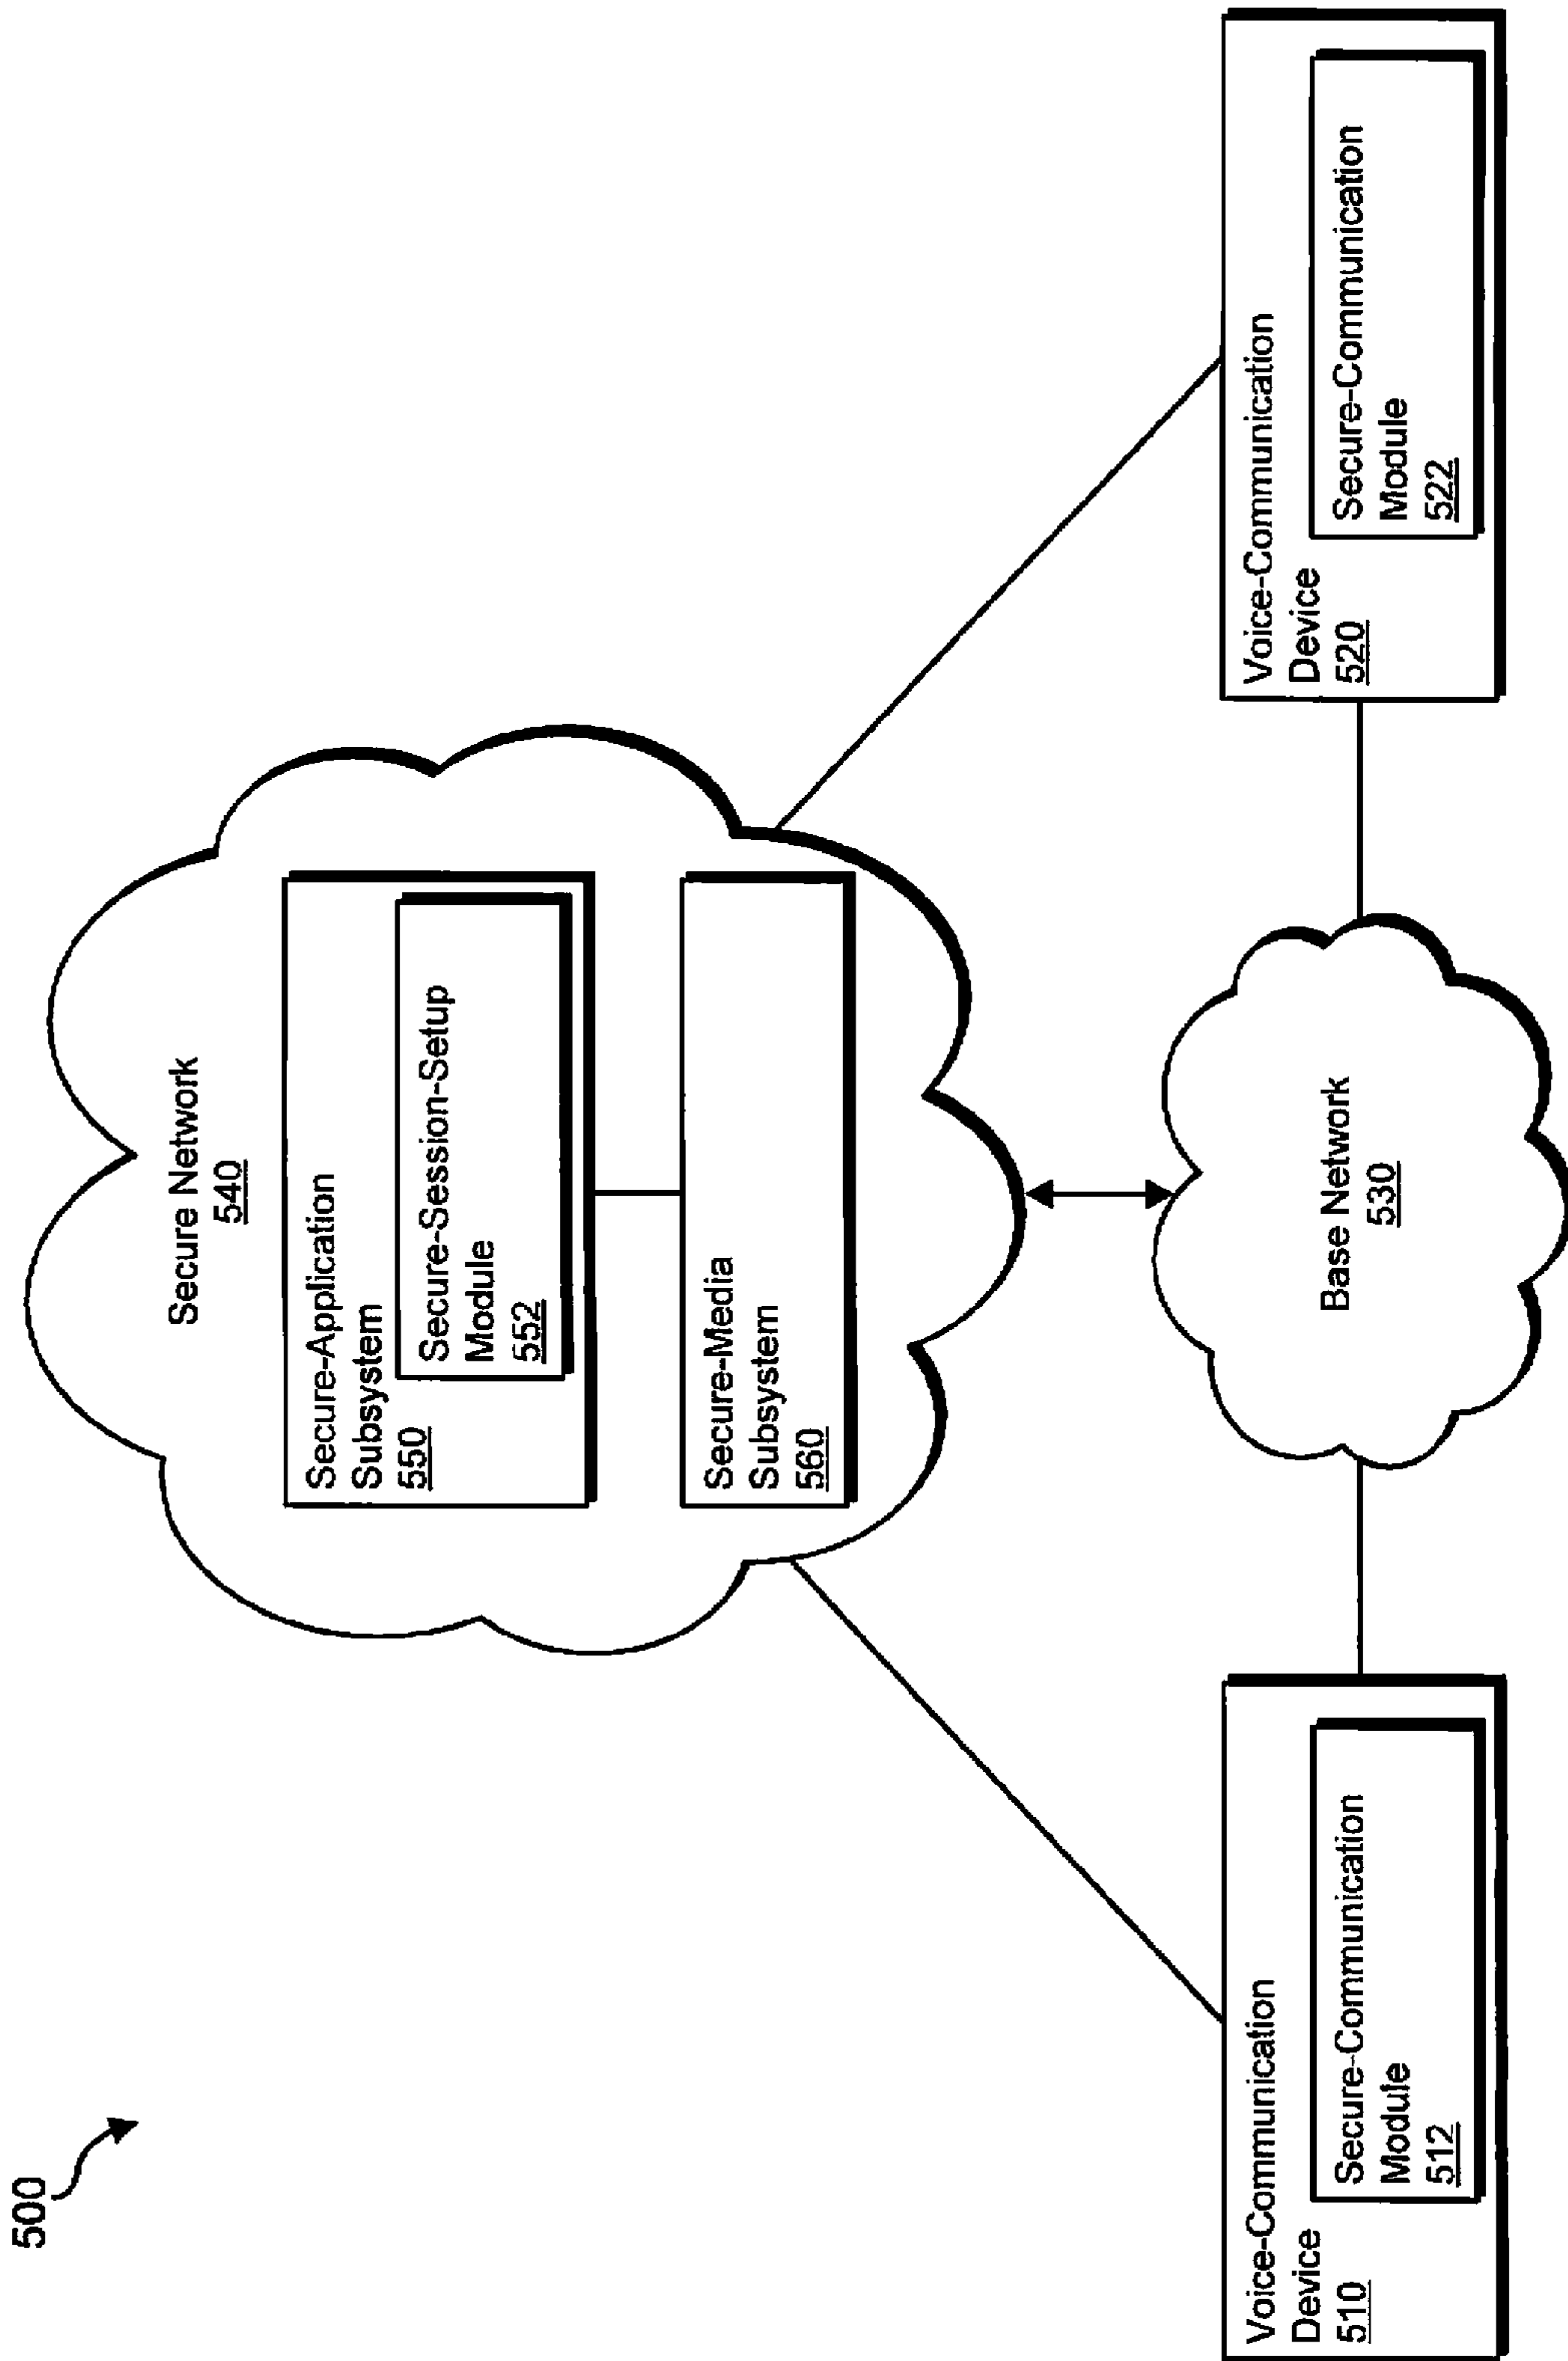 500
Secure Network
540
Secure-Application
Subsystem
550
Secure-Session-Setup
Module
552
Secure-Media
Subsystem
560
Voice-Communication
Device
510
Secure-Communication
Module
512
Base Network
530
Voice-Communication
Device
520
Secure-Communication
Module
522